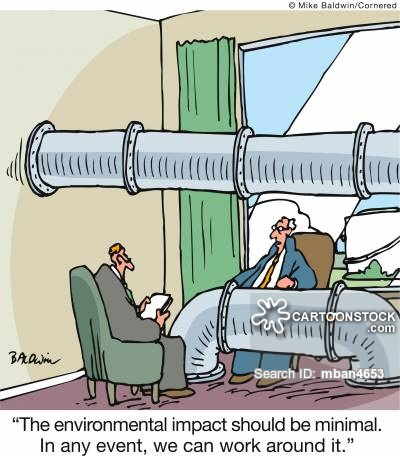 © Mike Baldwin/Cornered
CARTOONSTOCK
.com
Search ID: mban4653
BALDWIN
“The environmental impact should be minimal.
In any event, we can work around it.”